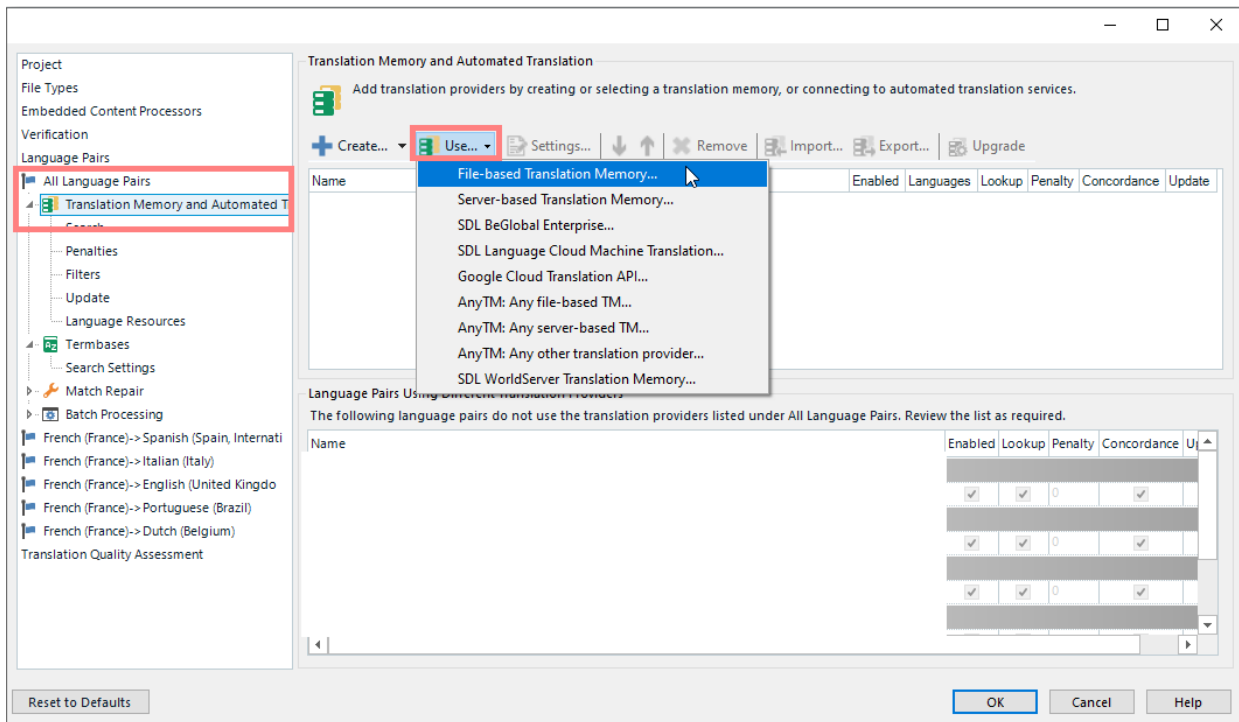 Project
File Types
Embedded Content Processors
Verification
Language Pairs
All Language Pairs
Translation Memory and Automated T
Search
Penalties
Filters
Update
Language Resources
Termbases
Search Settings
Match Repair
Batch Processing
French (France)->Spanish (Spain, Internati
French (France)->Italian (Italy)
French (France)->English (United Kingdo
French (France)->Portuguese (Brazil)
French (France)->Dutch (Belgium)
Translation Quality Assessment
Translation Memory and Automated Translation
Add translation providers by creating or selecting a translation memory, or connecting to automated translation services.
Create... Use... Settings... Remove Import... Export... Upgrade
Name Enabled Languages Lookup Penalty Concordance Update
File-based Translation Memory...
Server-based Translation Memory...
SDL BeGlobal Enterprise...
SDL Language Cloud Machine Translation...
Google Cloud Translation API...
AnyTM: Any file-based TM...
AnyTM: Any server-based TM...
AnyTM: Any other translation provider...
SDL WorldServer Translation Memory...
Language Pairs Using Different Translation Providers
The following language pairs do not use the translation providers listed under All Language Pairs. Review the list as required.
Name Enabled Lookup Penalty Concordance U
0
0
0
Reset to Defaults OK Cancel Help